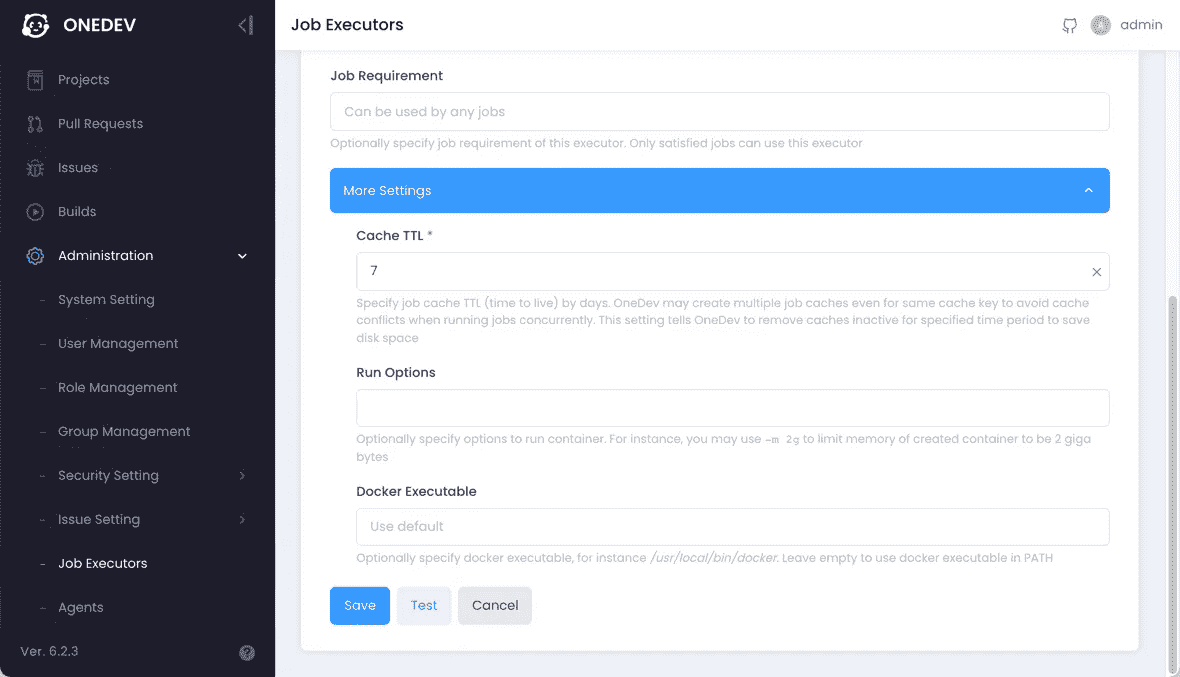 ONEDEV
Projects
Pull Requests
Issues
Builds
Administration
System Setting
User Management
Role Management
Group Management
Security Setting
Issue Setting
Job Executors
Agents
Ver. 6.2.3
Job Executors
admin
Job Requirement
Can be used by any jobs
Optionally specify job requirement of this executor. Only satisfied jobs can use this executor
More Settings
Cache TTL *
7
Specify job cache TTL (time to live) by days. OneDev may create multiple job caches even for same cache key to avoid cache
conflicts when running jobs concurrently. This setting tells OneDev to remove caches inactive for specified time period to save
disk space
Run Options
Optionally specify options to run container. For instance, you may use -m 2g to limit memory of created container to be 2 giga
bytes
Docker Executable
Use default
Optionally specify docker executable, for instance /usr/local/bin/docker. Leave empty to use docker executable in PATH
Save
Test
Cancel